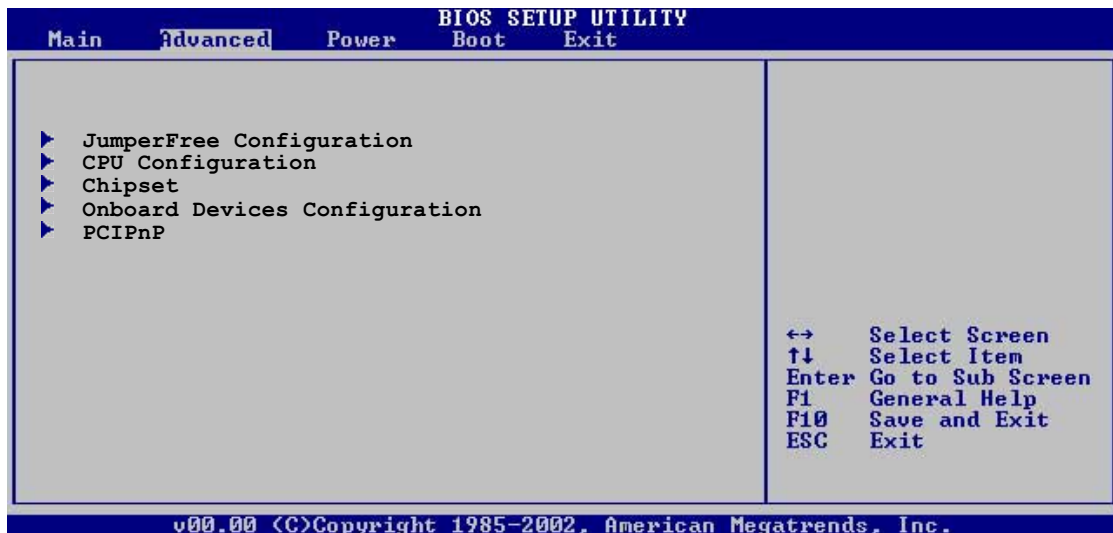 BIOS SETUP UTILITY
Main Advanced Power Boot Exit
JumperFree Configuration
CPU Configuration
Chipset
Onboard Devices Configuration
PCIPnP
←→ Select Screen
↑↓ Select Item
Enter Go to Sub Screen
F1 General Help
F10 Save and Exit
ESC Exit
v00.00 (C)Copyright 1985-2002, American Megatrends, Inc.